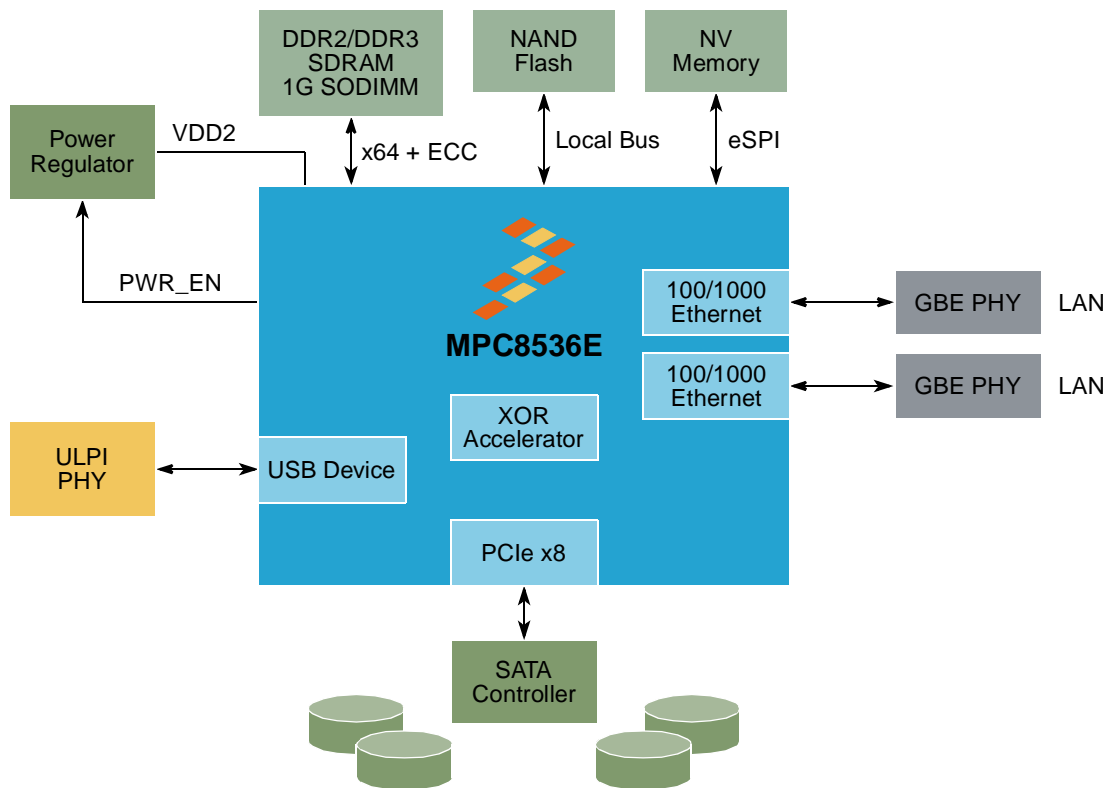 DDR2/DDR3
SDRAM
1G SODIMM
NAND
Flash
NV
Memory
Power
Regulator
VDD2
x64 + ECC
Local Bus
eSPI
PWR_EN
MPC8536E
100/1000
Ethernet
GBE PHY
LAN
100/1000
Ethernet
GBE PHY
LAN
XOR
Accelerator
ULPI
PHY
USB Device
PCIe x8
SATA
Controller